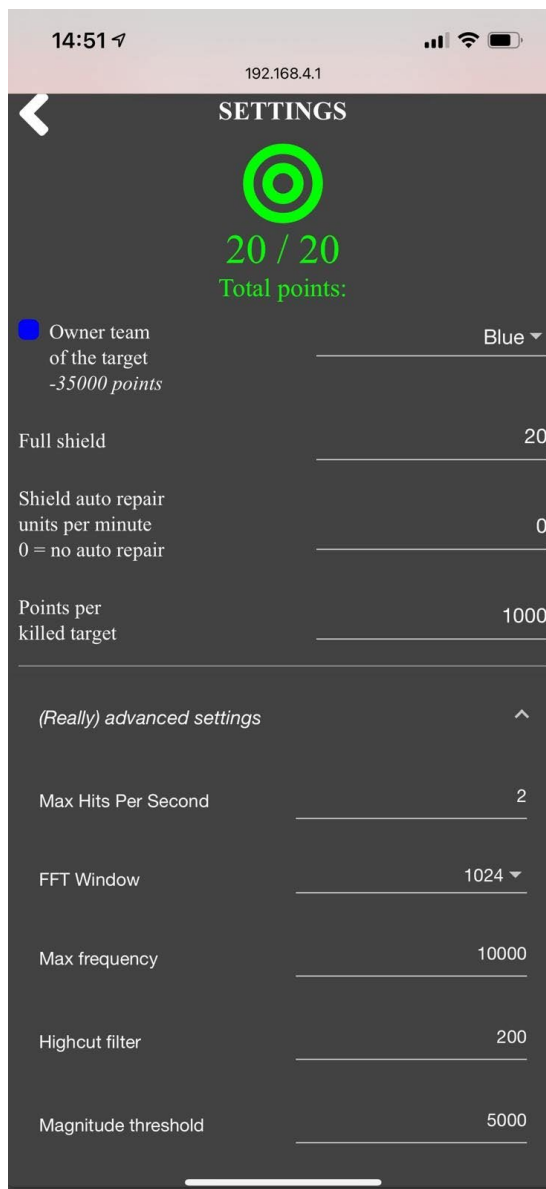 14:51
192.168.4.1
SETTINGS
20 / 20
Total points:
Owner team
of the target
-35000 points
Blue
Full shield
20
Shield auto repair
units per minute
0 = no auto repair
0
Points per
killed target
1000
(Really) advanced settings
Max Hits Per Second
2
FFT Window
1024
Max frequency
10000
Highcut filter
200
Magnitude threshold
5000